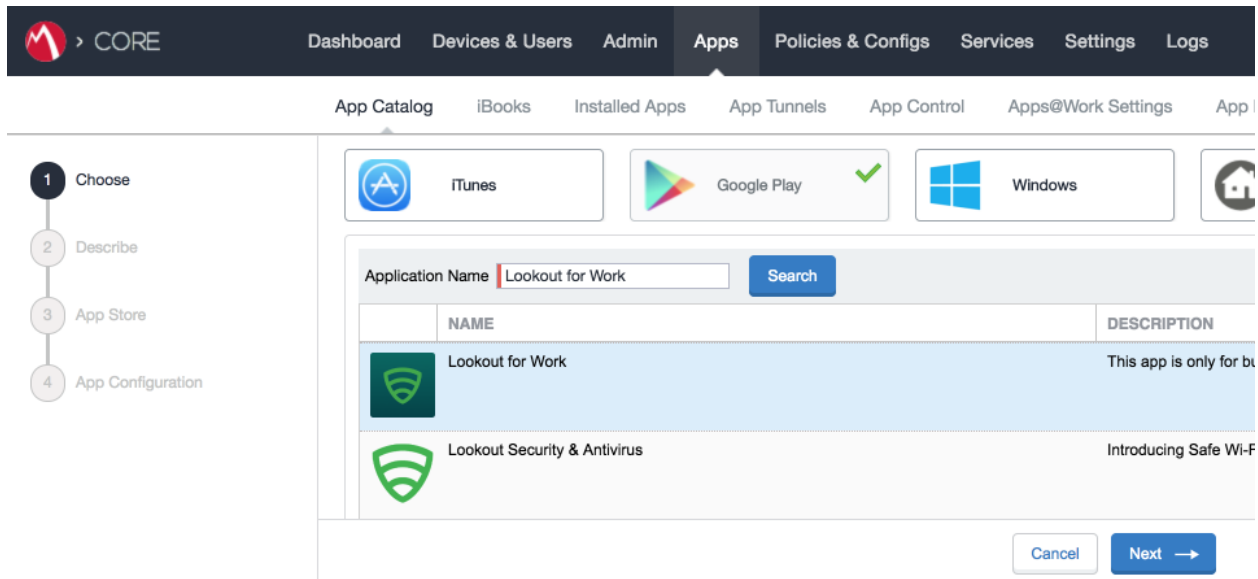 › CORE Dashboard Devices & Users Admin Apps Policies & Configs Services Settings Logs
App Catalog iBooks Installed Apps App Tunnels App Control Apps@Work Settings App
1 Choose
2 Describe
3 App Store
4 App Configuration
iTunes Google Play Windows
Application Name Lookout for Work Search
NAME DESCRIPTION
Lookout for Work This app is only for bu
Lookout Security & Antivirus Introducing Safe Wi-F
Cancel Next →